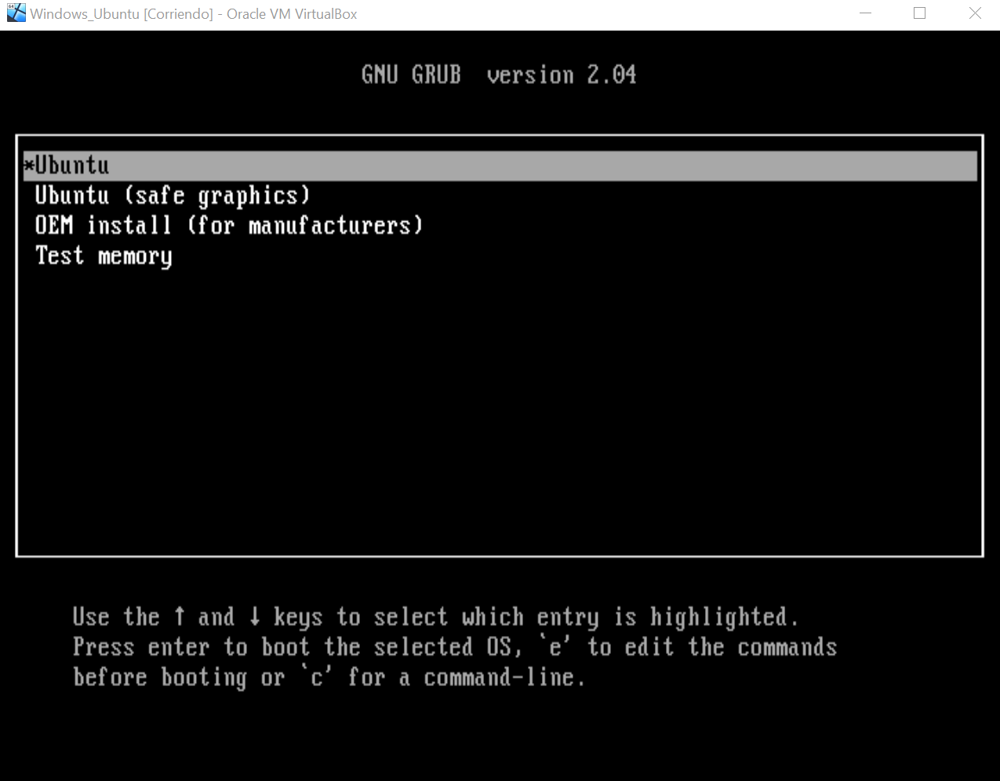 Windows_Ubuntu [Corriendo] - Oracle VM VirtualBox
GNU GRUB  version 2.04
*Ubuntu
Ubuntu (safe graphics)
OEM install (for manufacturers)
Test memory
Use the ↑ and ↓ keys to select which entry is highlighted.
Press enter to boot the selected OS, `e' to edit the commands
before booting or `c' for a command-line.